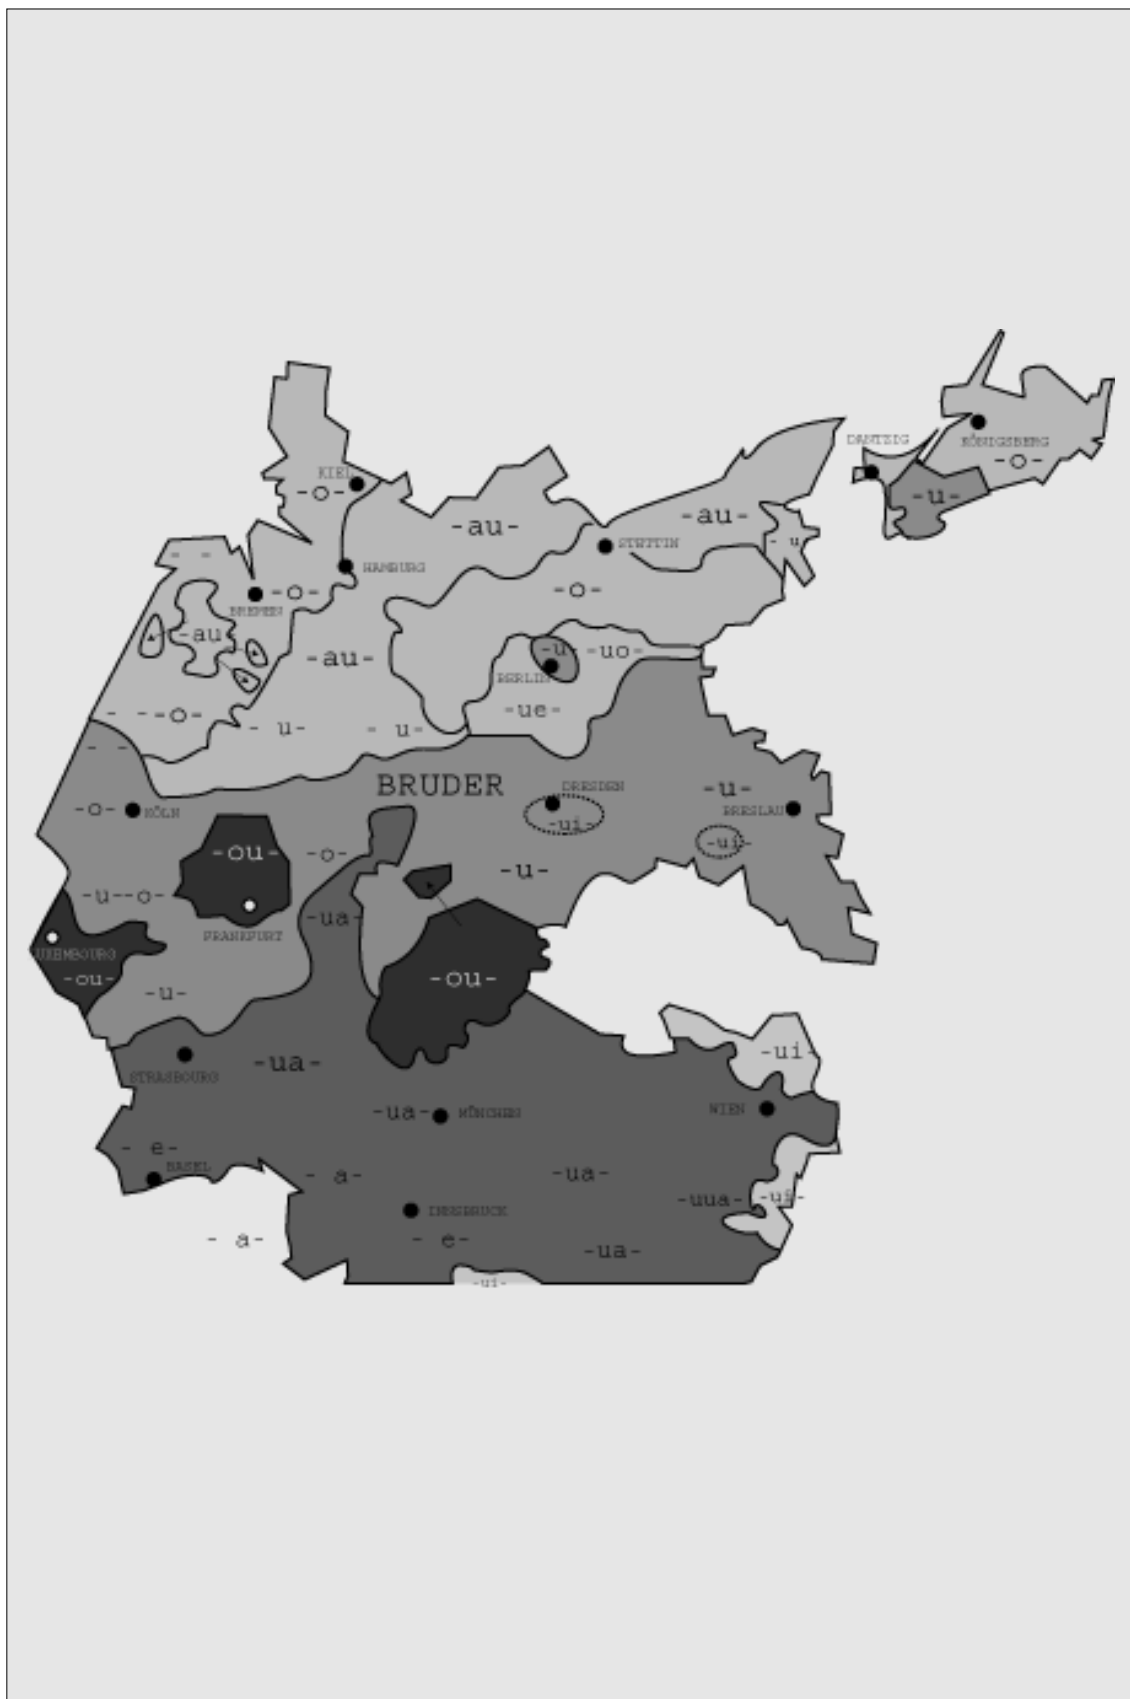 DANTZIG
KÖNIGSBERG
-o-
KIEL
-o-
-u-
-au-
-au-
STETTIN
- u
- -
HAMBURG
-o-
-o-
BREMEN
-au-
-au-
-u- -uo-
BERLIN
-ue-
- --o-
- u-
- u-
- -
BRUDER
DRESDEN
-u-
-o-
KÖLN
BRESLAU
-ui-
-ui-
-ou-
-o-
-u-
-u--o-
-ua-
FRANKFURT
LUXEMBOURG
-ou-
-ou-
-u-
-ui-
-ua-
STRASBOURG
-ua-
MÜNCHEN
WIEN
- e-
BASEL
- a-
-ua-
-uua-
-ui-
INNSBRUCK
- a-
- e-
-ua-
-ui-